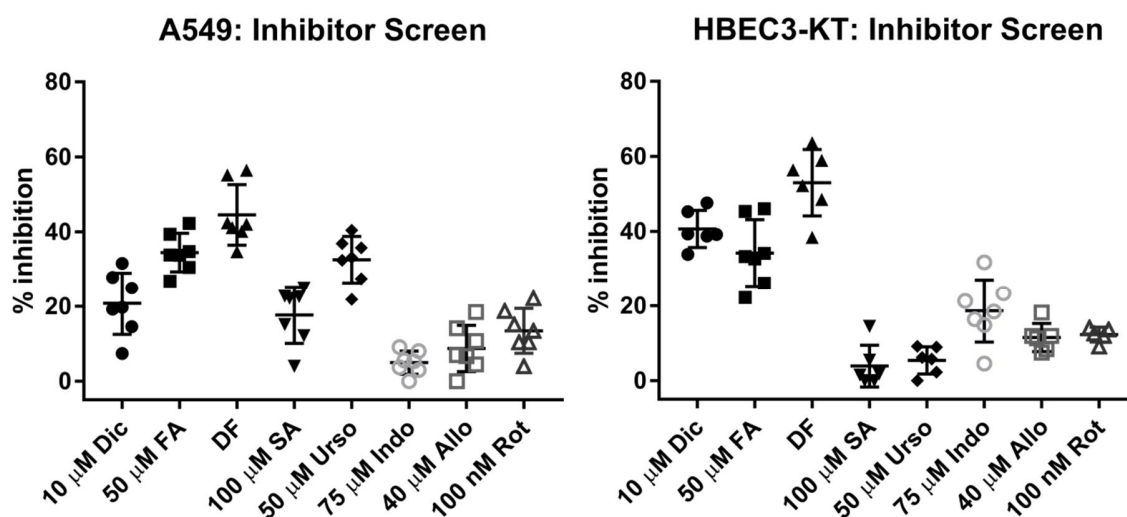 A549: Inhibitor Screen
% inhibition
80
60
40
20
0
10 μM Dic
50 μM FA
DF
100 μM SA
50 μM Urso
75 μM Indo
40 μM Allo
100 nM Rot
HBEC3-KT: Inhibitor Screen
% inhibition
80
60
40
20
0
10 μM Dic
50 μM FA
DF
100 μM SA
50 μM Urso
75 μM Indo
40 μM Allo
100 nM Rot